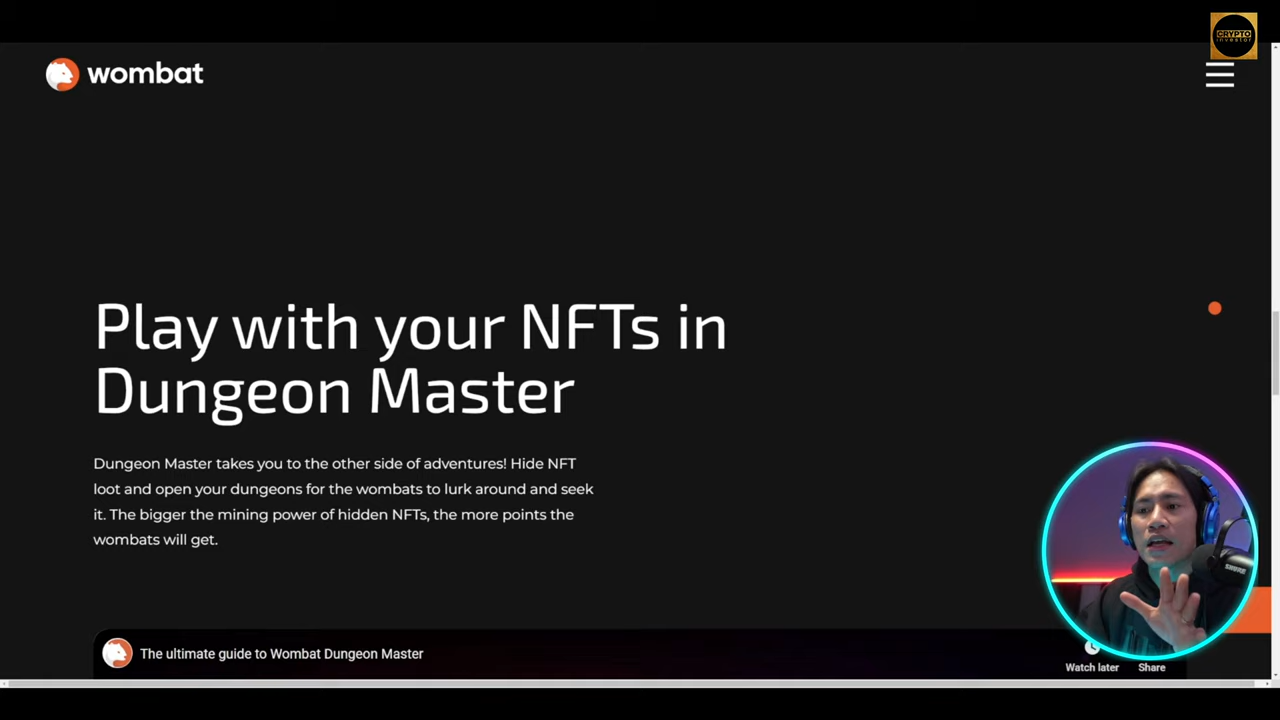 CRYPTO
investor
wombat
Play with your NFTs in
Dungeon Master
Dungeon Master takes you to the other side of adventures! Hide NFT
loot and open your dungeons for the wombats to lurk around and seek
it. The bigger the mining power of hidden NFTs, the more points the
wombats will get.
The ultimate guide to Wombat Dungeon Master
Watch later
Share
SHURE